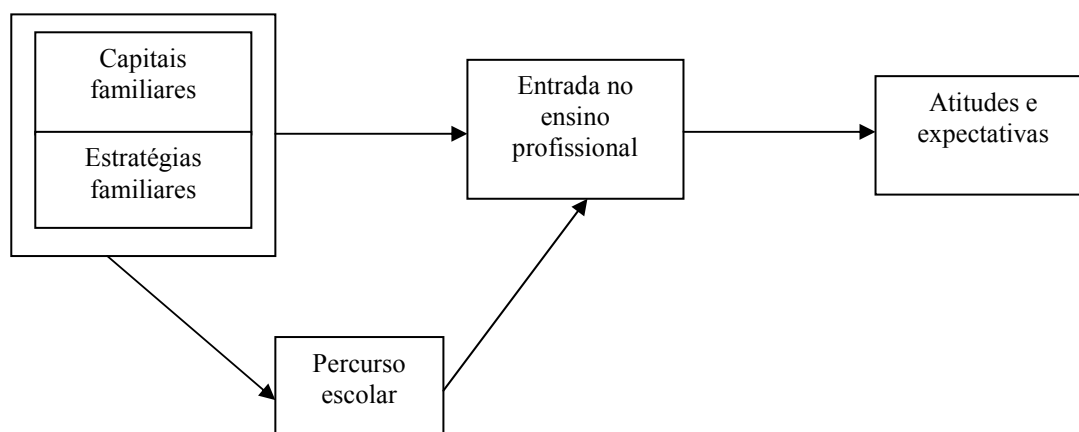 Capitais
familiares
Estratégias
familiares
Entrada no
ensino
profissional
Atitudes e
expectativas
Percurso
escolar